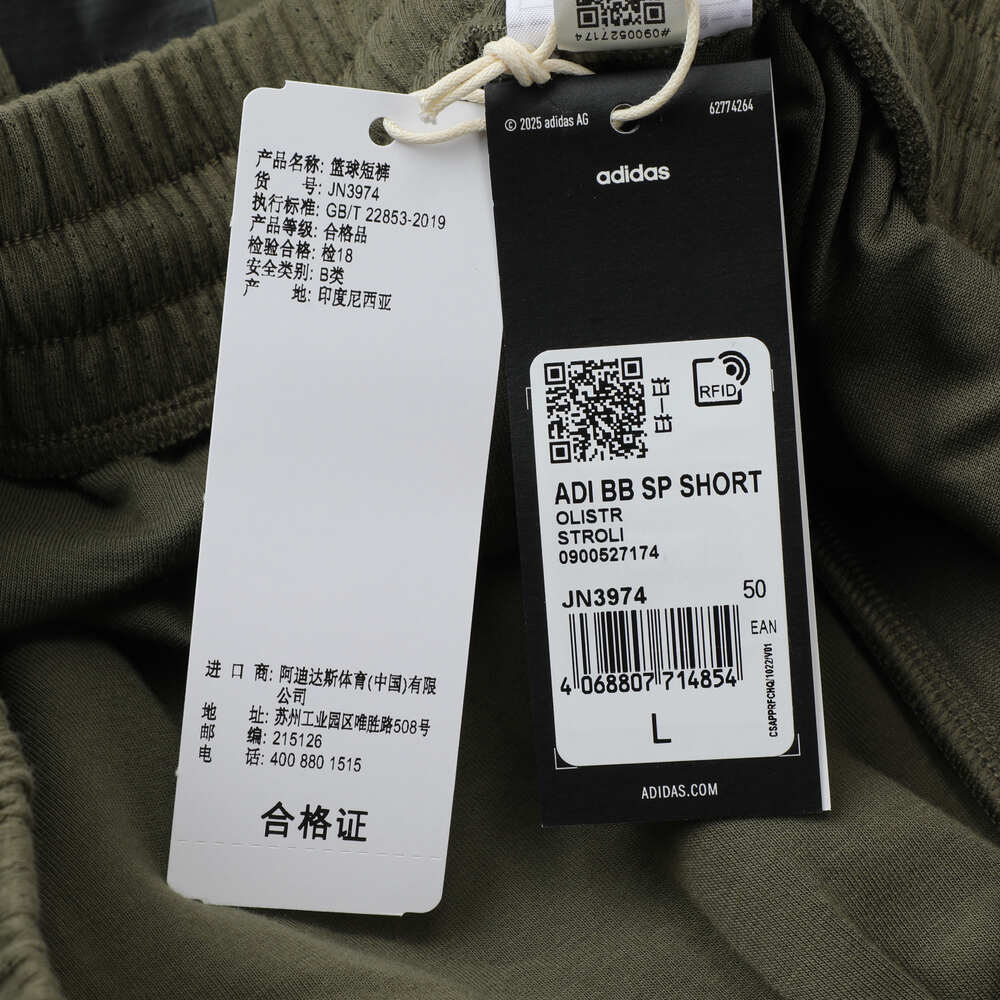 #0900527174
产品名称: 篮球短裤
货 号: JN3974
执行标准: GB/T 22853-2019
产品等级: 合格品
检验合格: 检18
安全类别: B类
产 地: 印度尼西亚
进 口 商: 阿迪达斯体育(中国)有限
公司
地 址: 苏州工业园区唯胜路508号
邮 编: 215126
电 话: 400 880 1515
合格证
© 2025 adidas AG
62774264
adidas
RFID
ADI BB SP SHORT
OLISTR
STROLI
0900527174
JN3974
50
EAN
4 068807 714854
CSAPPRFCHQ/1022/V01
L
ADIDAS.COM